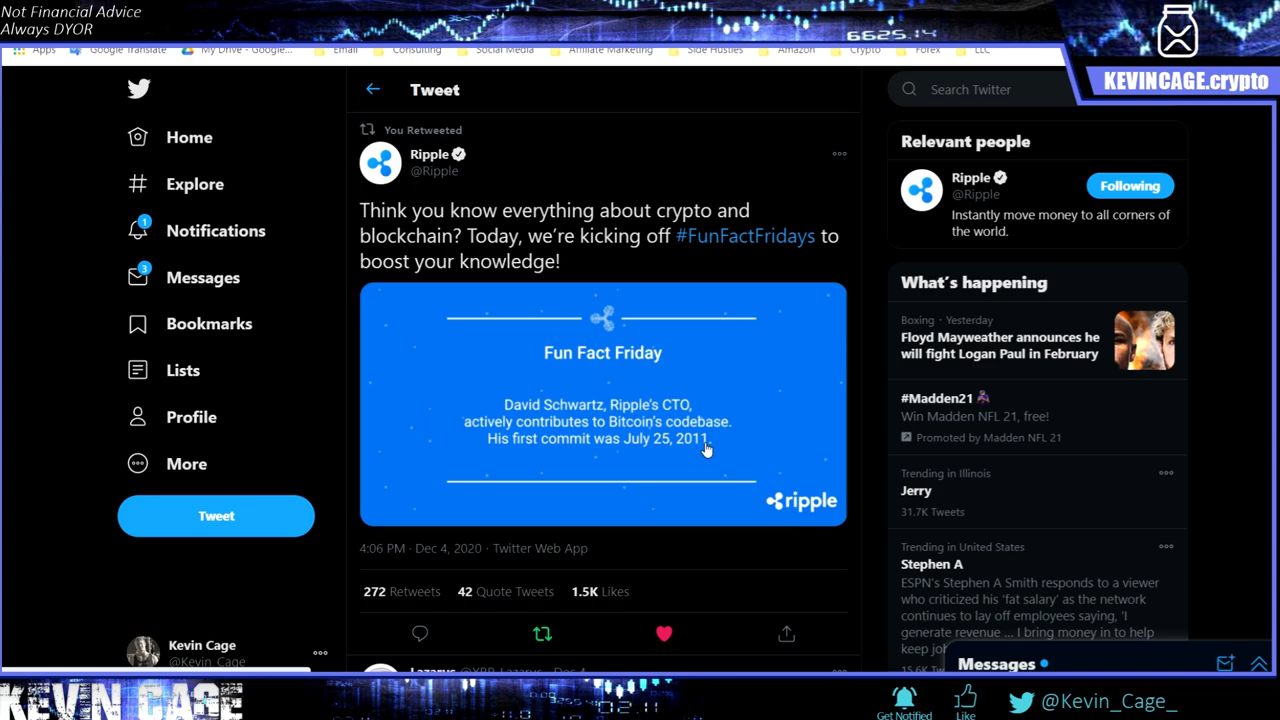 Not Financial Advice
Always DYOR
6625.14
KEVINCAGE.crypto
Apps Google Translate My Drive - Google... Email Consulting Social Media Affiliate Marketing Side Hustles Amazon Crypto Forex LLC
Home
Explore
1
Notifications
3
Messages
Bookmarks
Lists
Profile
More
Tweet
Kevin Cage
@Kevin_Cage
Tweet
You Retweeted
Ripple
@Ripple
Think you know everything about crypto and
blockchain? Today, we're kicking off #FunFactFridays to
boost your knowledge!
Fun Fact Friday
David Schwartz, Ripple's CTO,
actively contributes to Bitcoin's codebase.
His first commit was July 25, 2011.
ripple
4:06 PM · Dec 4, 2020 · Twitter Web App
272 Retweets 42 Quote Tweets 1.5K Likes
Lazarus @XRP_Lazarus · Dec 4
Search Twitter
Relevant people
Ripple
@Ripple
Following
Instantly move money to all corners of
the world.
What's happening
Boxing · Yesterday
Floyd Mayweather announces he
will fight Logan Paul in February
#Madden21
Win Madden NFL 21, free!
Promoted by Madden NFL 21
Trending in Illinois
Jerry
31.7K Tweets
Trending in United States
Stephen A
ESPN's Stephen A Smith responds to a viewer
who criticized his 'fat salary' as the network
continues to lay off employees saying, 'I
generate revenue ... I bring money in to help
keep
Messages
KEVIN CAGE
Get Notified
Like
@Kevin_Cage_